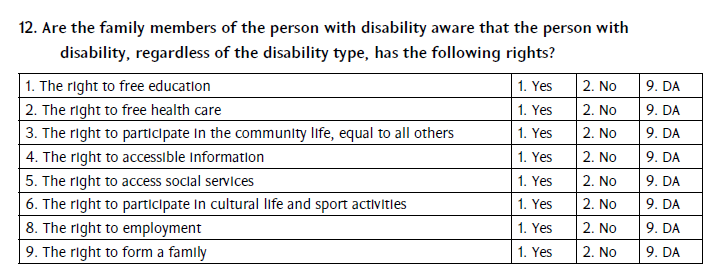 12. Are the family members of the person with disability aware that the person with
disability, regardless of the disability type, has the following rights?
1. The right to free education 1. Yes 2. No 9. DA
2. The right to free health care 1. Yes 2. No 9. DA
3. The right to participate in the community life, equal to all others 1. Yes 2. No 9. DA
4. The right to accessible information 1. Yes 2. No 9. DA
5. The right to access social services 1. Yes 2. No 9. DA
6. The right to participate in cultural life and sport activities 1. Yes 2. No 9. DA
8. The right to employment 1. Yes 2. No 9. DA
9. The right to form a family 1. Yes 2. No 9. DA